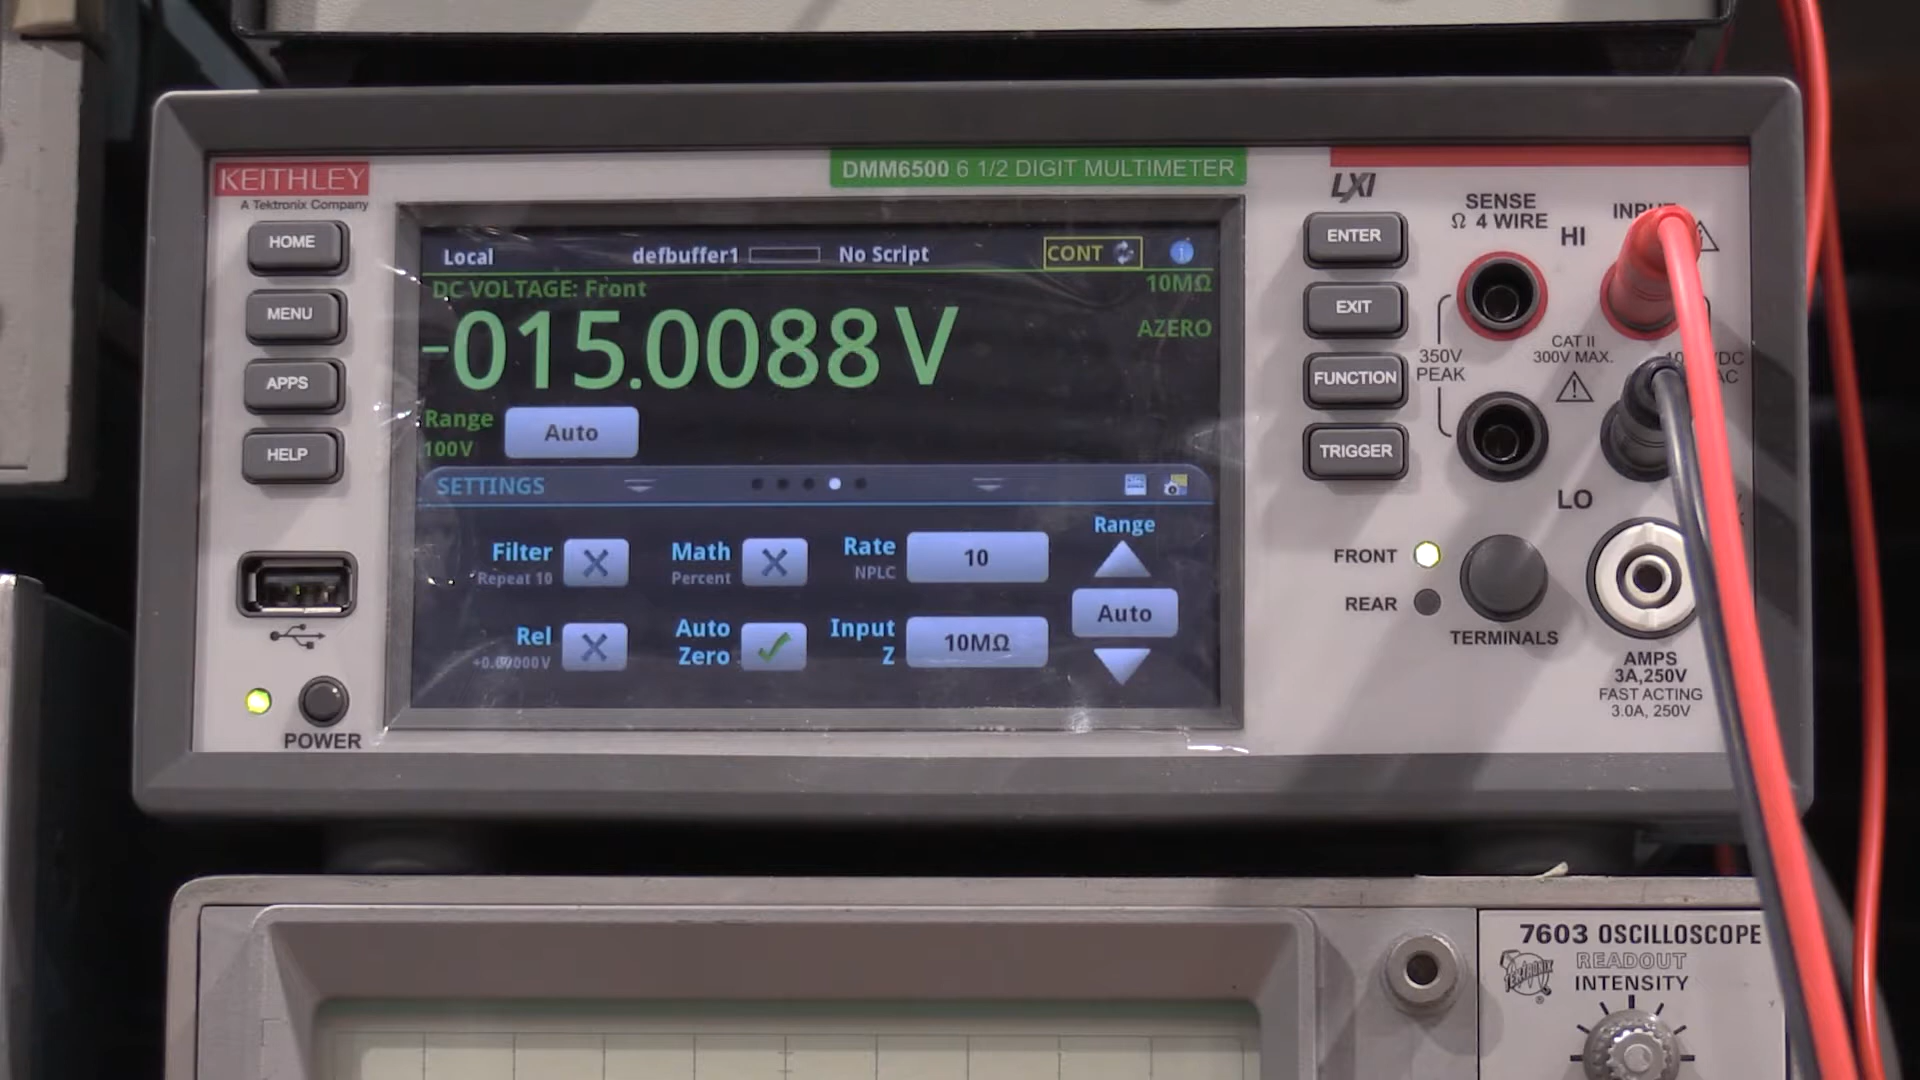 KEITHLEY
A Tektronix Company
DMM6500 6 1/2 DIGIT MULTIMETER
LXI
HOME
MENU
APPS
HELP
POWER
Local
defbuffer1
No Script
CONT
DC VOLTAGE: Front
10MΩ
-015.0088 V
AZERO
Range
100V
Auto
SETTINGS
Filter
Repeat 10
Math
Percent
Rate
NPLC
10
Range
Auto
Rel
+0.00000V
Auto
Zero
Input
Z
10MΩ
ENTER
EXIT
FUNCTION
TRIGGER
SENSE
Ω 4 WIRE
INPUT
HI
350V
PEAK
CAT II
300V MAX.
LO
FRONT
REAR
TERMINALS
AMPS
3A,250V
FAST ACTING
3.0A, 250V
7603 OSCILLOSCOPE
READOUT
INTENSITY
TEKTRONIX